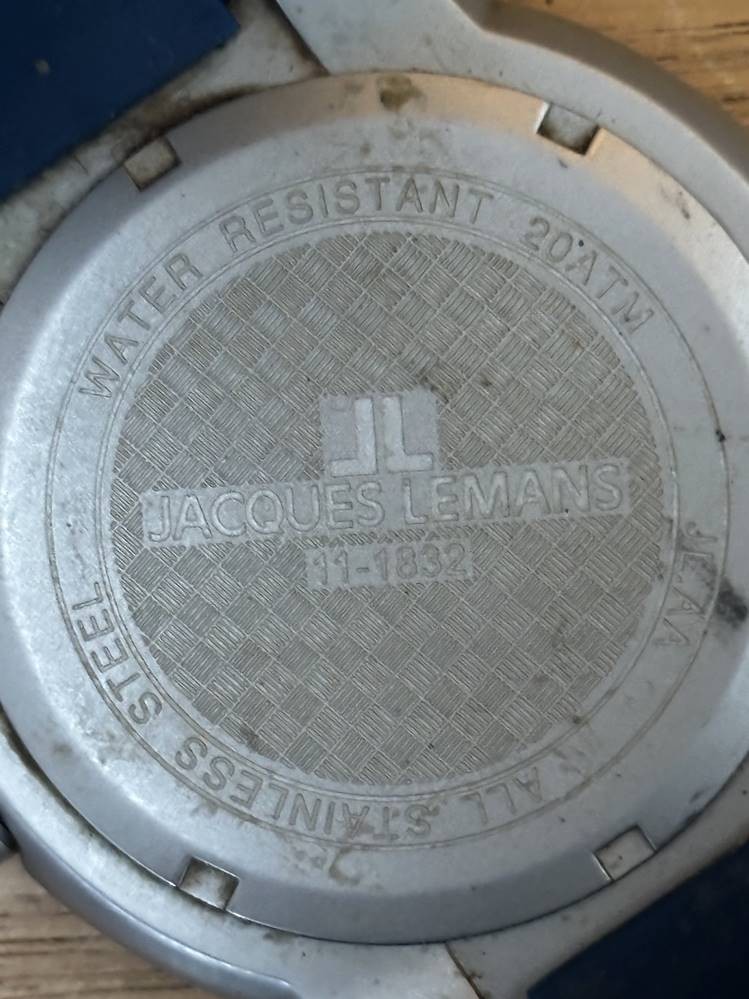 WATER RESISTANT 20ATM
JL
JACQUES LEMANS
11-1832
ALL STAINLESS STEEL